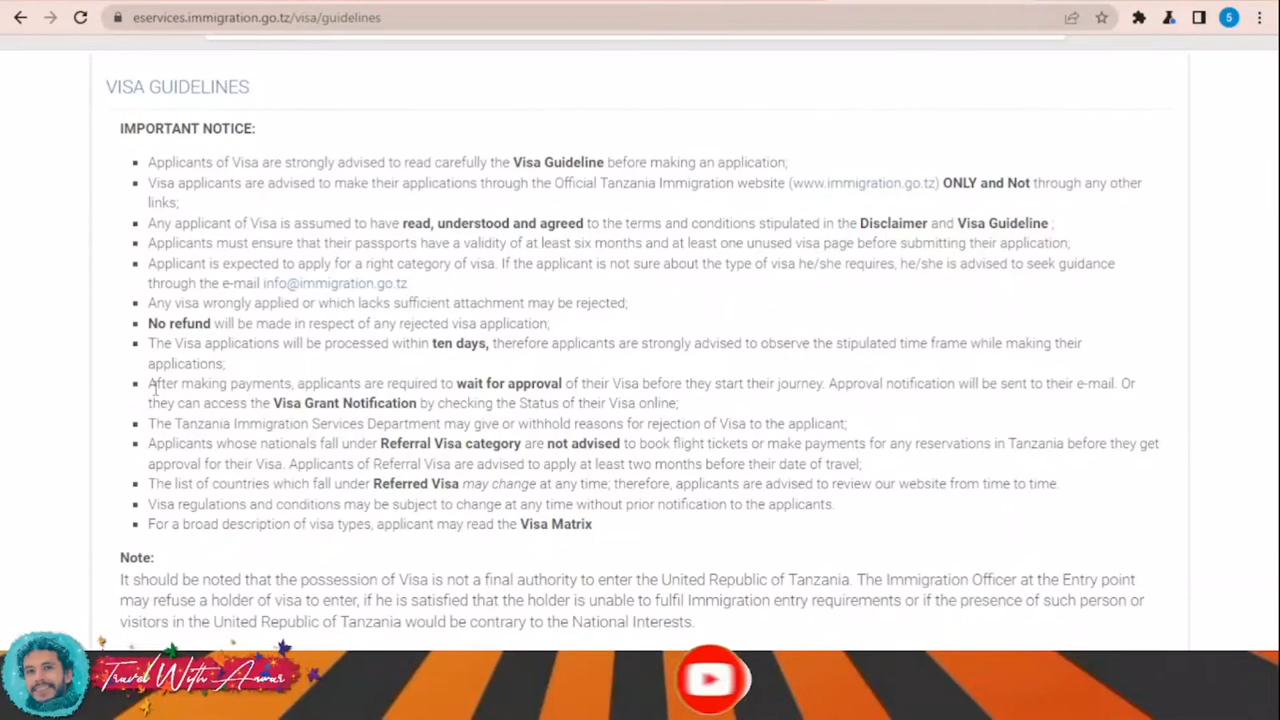 eservices.immigration.go.tz/visa/guidelines
5
VISA GUIDELINES
IMPORTANT NOTICE:
Applicants of Visa are strongly advised to read carefully the Visa Guideline before making an application;
Visa applicants are advised to make their applications through the Official Tanzania Immigration website (www.immigration.go.tz) ONLY and Not through any other
links;
Any applicant of Visa is assumed to have read, understood and agreed to the terms and conditions stipulated in the Disclaimer and Visa Guideline ;
Applicants must ensure that their passports have a validity of at least six months and at least one unused visa page before submitting their application;
Applicant is expected to apply for a right category of visa. If the applicant is not sure about the type of visa he/she requires, he/she is advised to seek guidance
through the e-mail info@immigration.go.tz
Any visa wrongly applied or which lacks sufficient attachment may be rejected;
No refund will be made in respect of any rejected visa application;
The Visa applications will be processed within ten days, therefore applicants are strongly advised to observe the stipulated time frame while making their
applications;
After making payments, applicants are required to wait for approval of their Visa before they start their journey. Approval notification will be sent to their e-mail. Or
they can access the Visa Grant Notification by checking the Status of their Visa online;
The Tanzania Immigration Services Department may give or withhold reasons for rejection of Visa to the applicant;
Applicants whose nationals fall under Referral Visa category are not advised to book flight tickets or make payments for any reservations in Tanzania before they get
approval for their Visa. Applicants of Referral Visa are advised to apply at least two months before their date of travel;
The list of countries which fall under Referred Visa may change at any time; therefore, applicants are advised to review our website from time to time.
Visa regulations and conditions may be subject to change at any time without prior notification to the applicants.
For a broad description of visa types, applicant may read the Visa Matrix
Note:
It should be noted that the possession of Visa is not a final authority to enter the United Republic of Tanzania. The Immigration Officer at the Entry point
may refuse a holder of visa to enter, if he is satisfied that the holder is unable to fulfil Immigration entry requirements or if the presence of such person or
visitors in the United Republic of Tanzania would be contrary to the National Interests.
Travel With Anwar